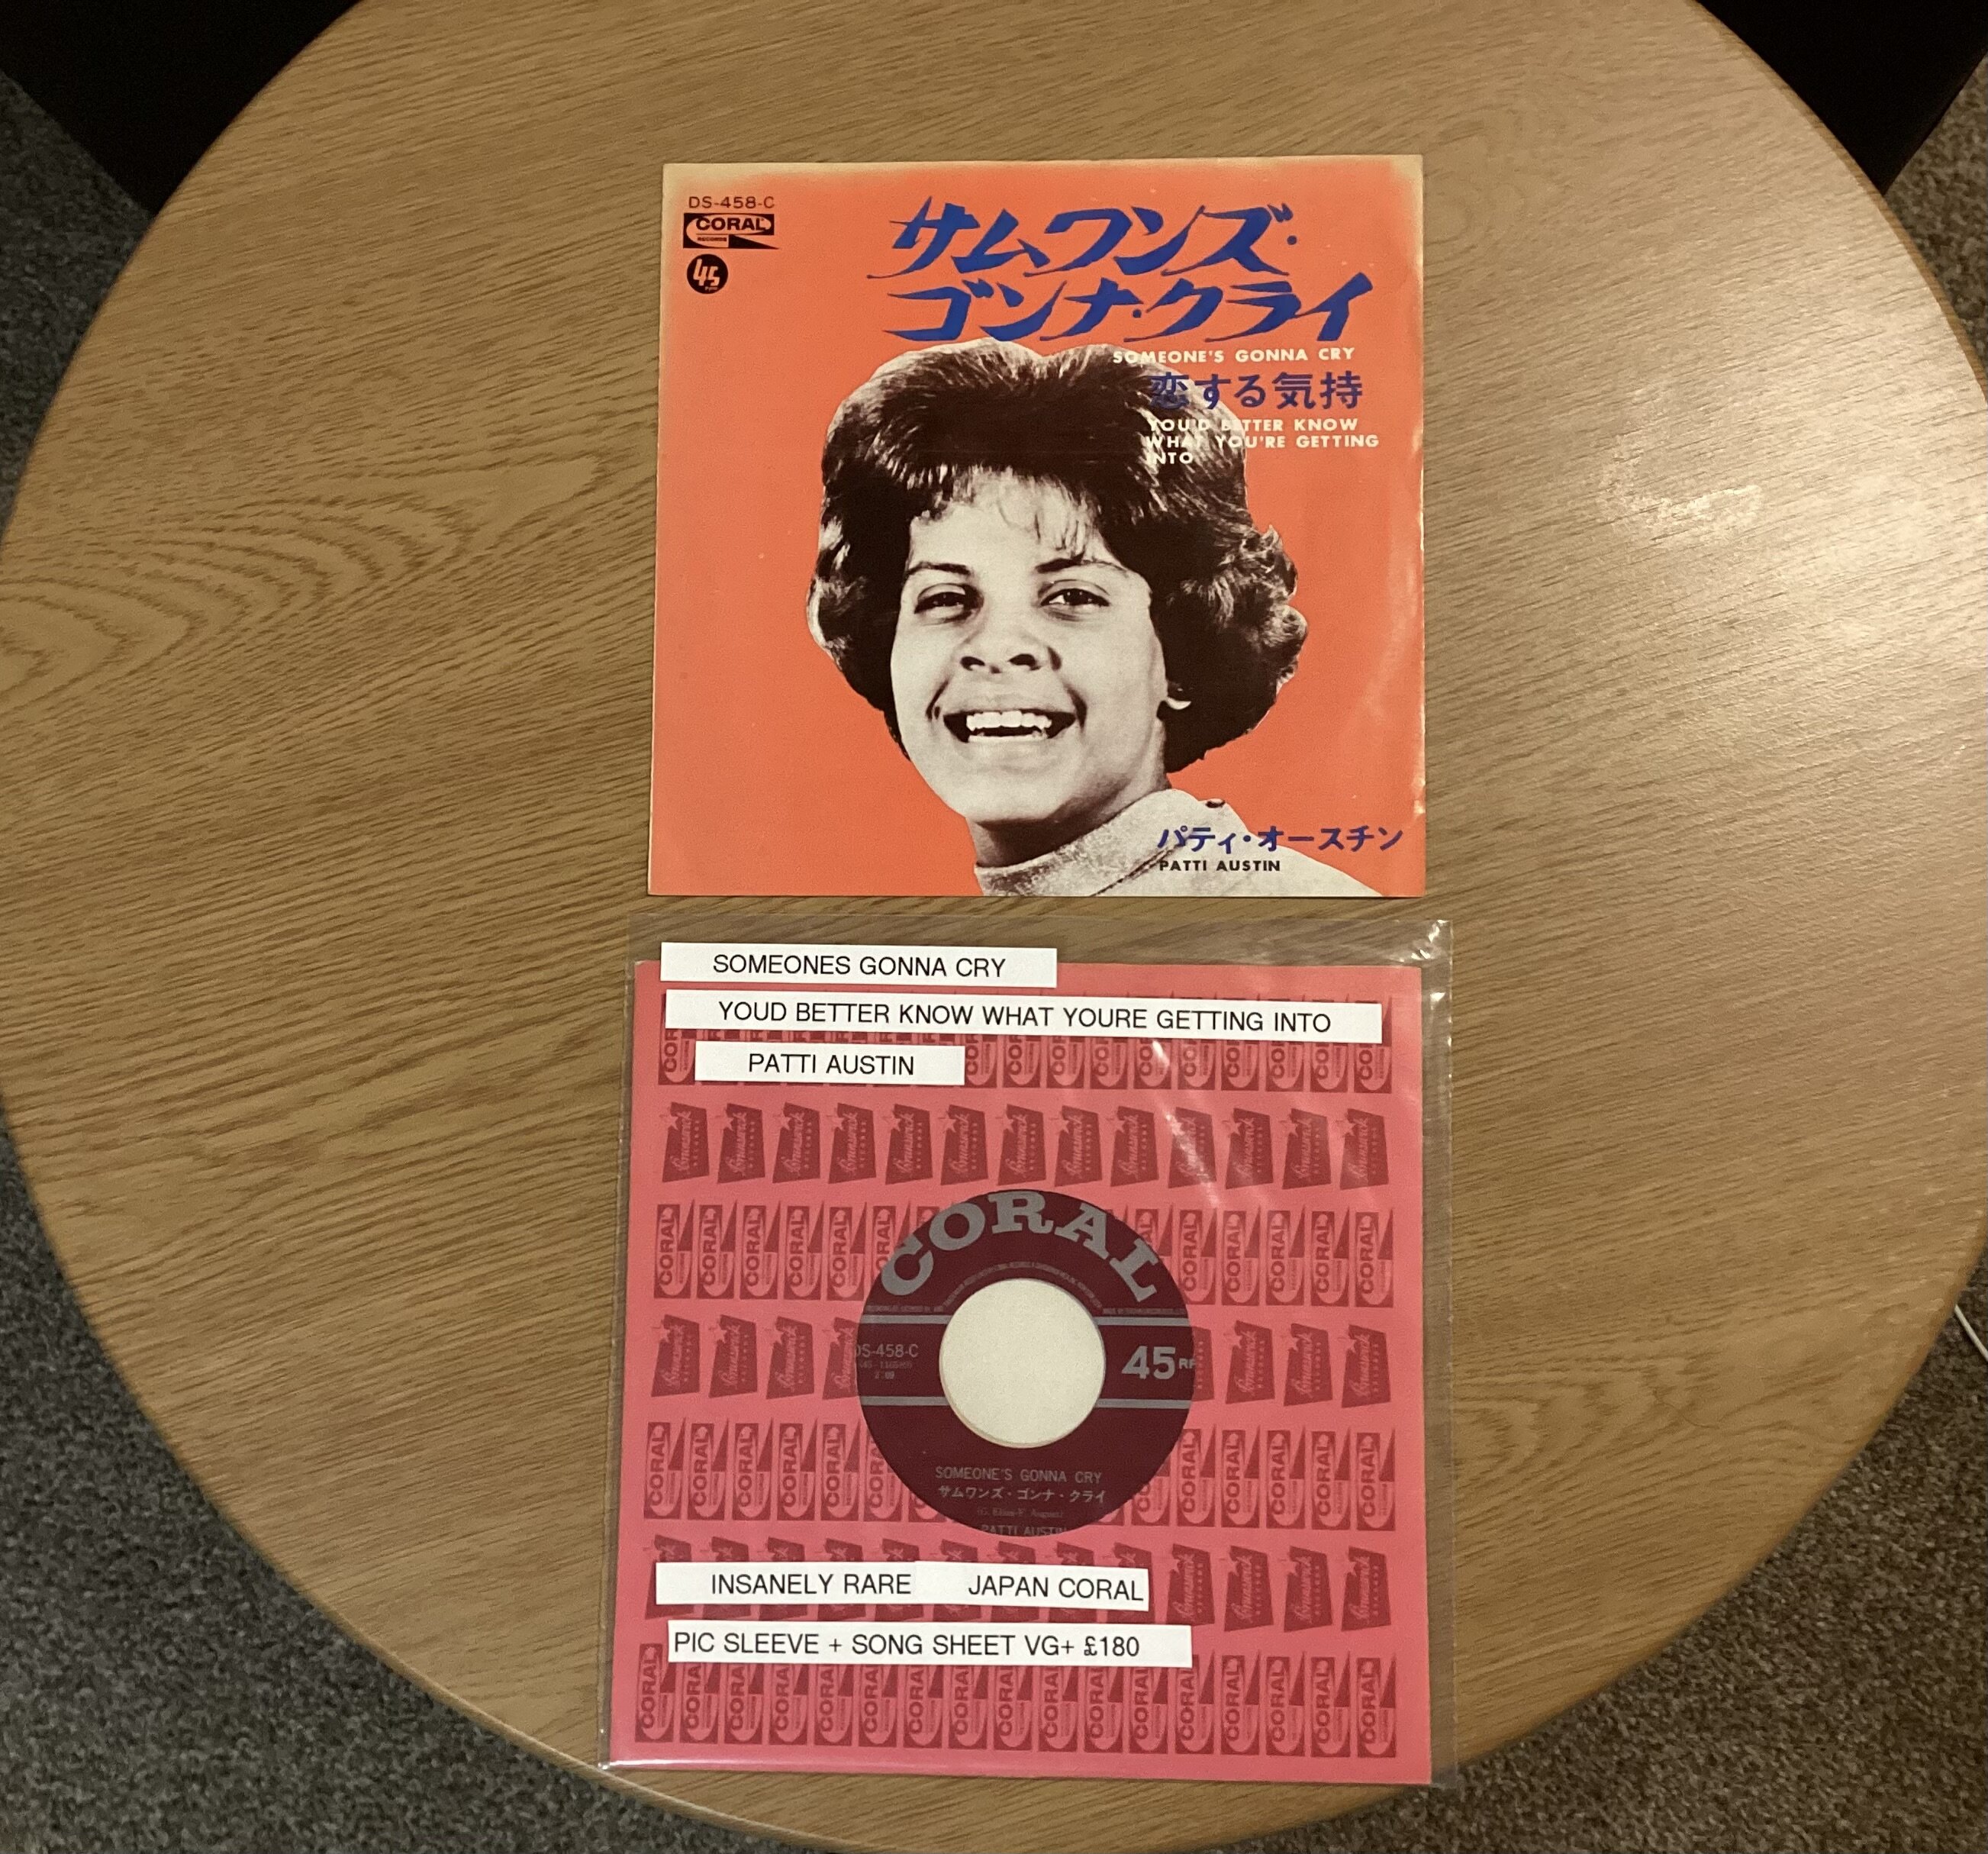 DS-458-C
CORAL
RECORDS
45
サムワンズ・
ゴンナ・クライ
SOMEONE'S GONNA CRY
恋する気持
YOU'D BETTER KNOW
WHAT YOU'RE GETTING
INTO
パティ・オースチン
PATTI AUSTIN
SOMEONES GONNA CRY
YOUD BETTER KNOW WHAT YOURE GETTING INTO
PATTI AUSTIN
CORAL
DS-458-C
45 RP
SOMEONE'S GONNA CRY
サムワンズ・ゴンナ・クライ
PATTI AUSTIN
INSANELY RARE JAPAN CORAL
PIC SLEEVE + SONG SHEET VG+ £180